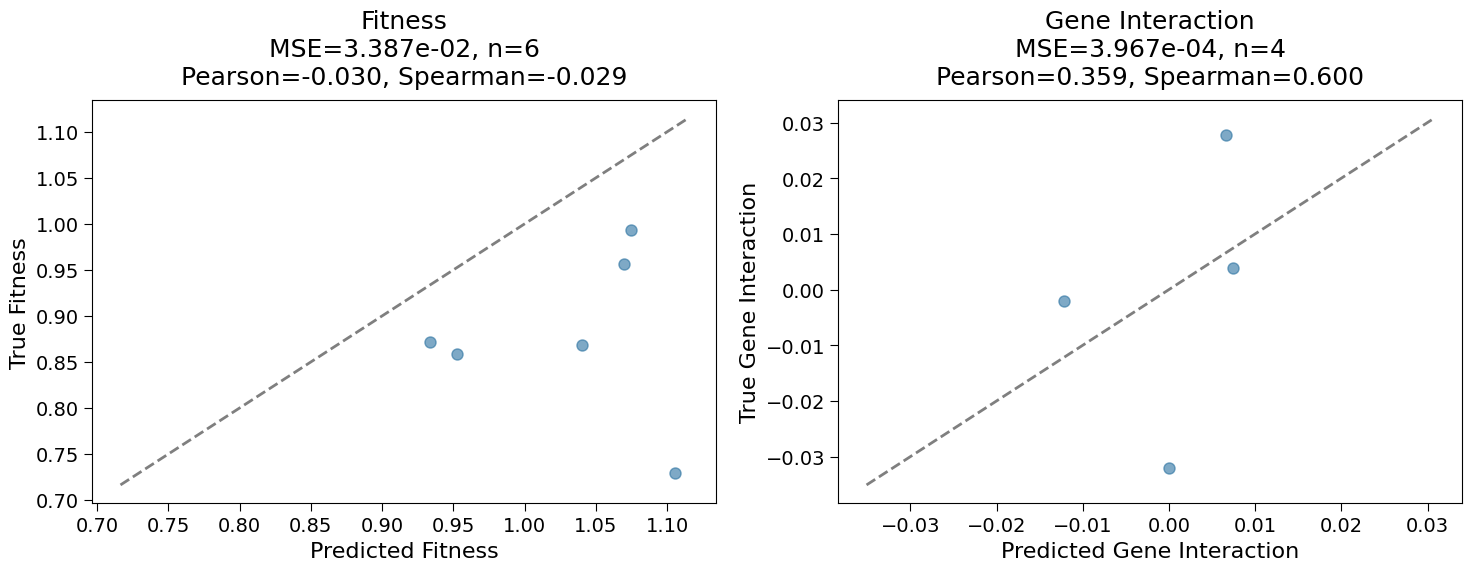 Fitness
MSE=3.387e-02, n=6
Pearson=-0.030, Spearman=-0.029
True Fitness
1.10
1.05
1.00
0.95
0.90
0.85
0.80
0.75
0.70
0.70 0.75 0.80 0.85 0.90 0.95 1.00 1.05 1.10
Predicted Fitness
Gene Interaction
MSE=3.967e-04, n=4
Pearson=0.359, Spearman=0.600
True Gene Interaction
0.03
0.02
0.01
0.00
−0.01
−0.02
−0.03
−0.03 −0.02 −0.01 0.00 0.01 0.02 0.03
Predicted Gene Interaction